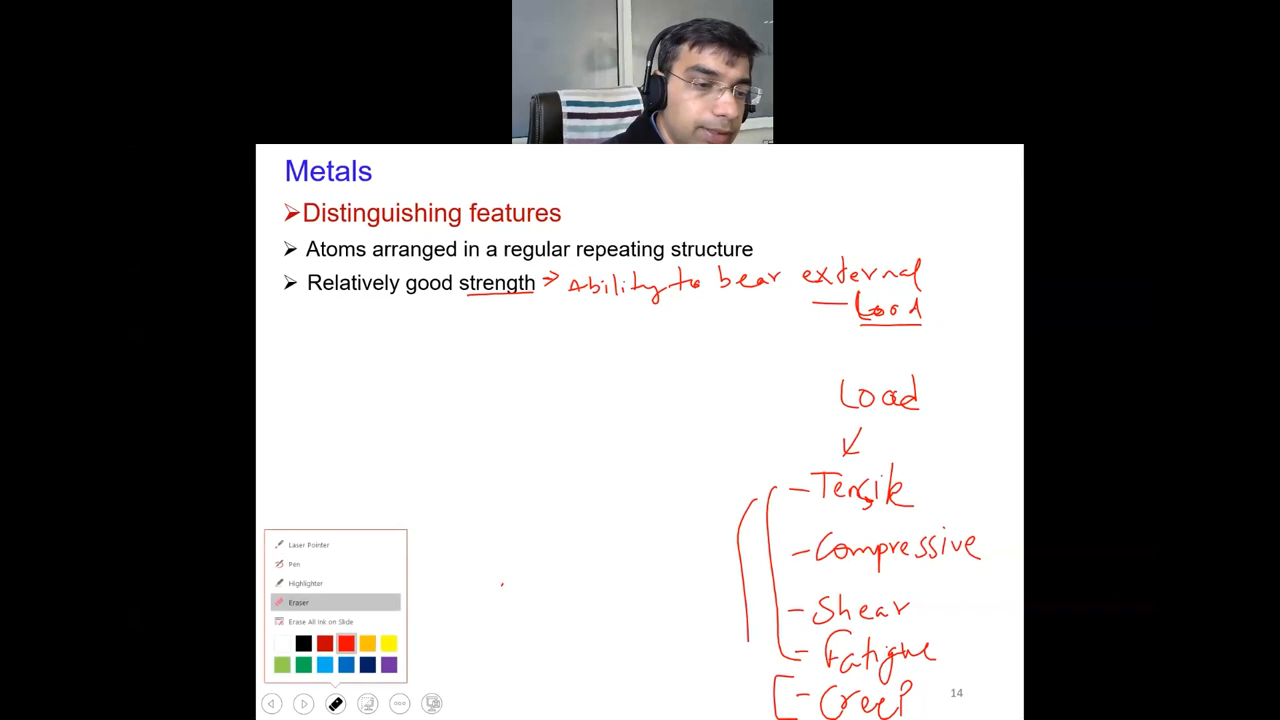 Metals
➢Distinguishing features
➢ Atoms arranged in a regular repeating structure
➢ Relatively good strength => Ability to bear external
— Load
Load
- Tensile
- Compressive
- Shear
- Fatigue
- Creep
Laser Pointer
Pen
Highlighter
Eraser
Erase All Ink on Slide
14